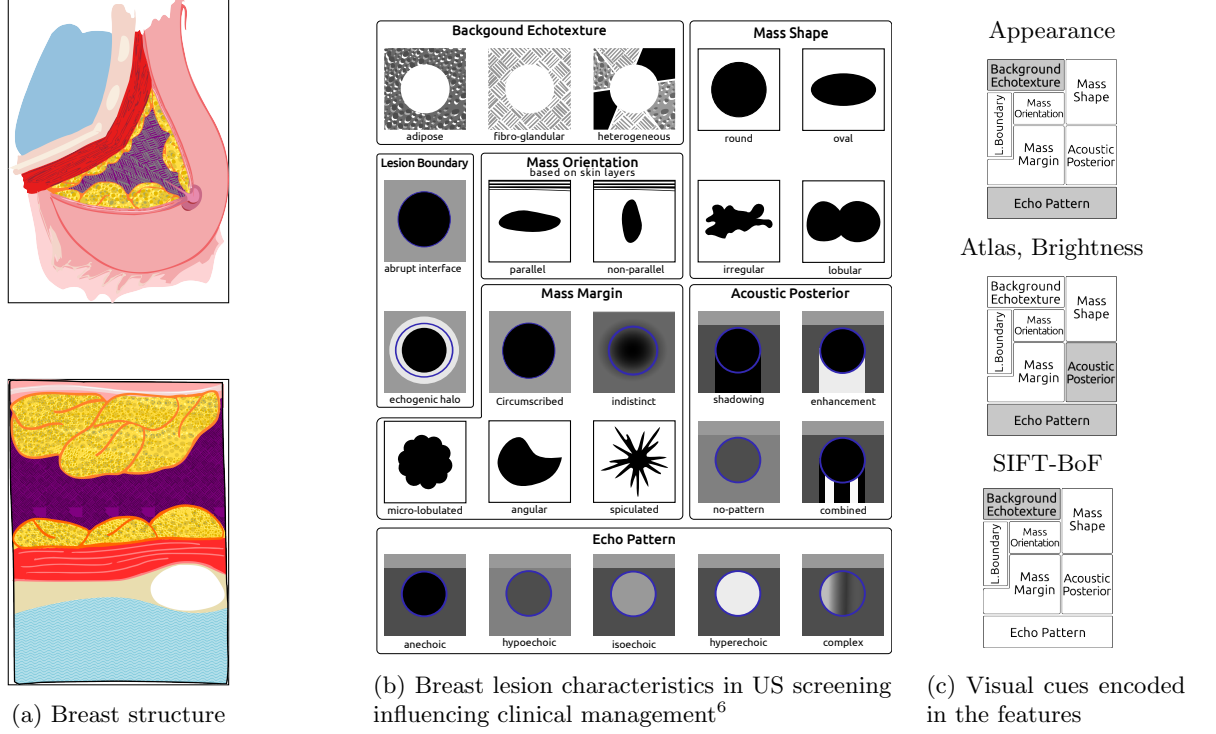 Backgound Echotexture
adipose
fibro-glandular
heterogeneous
Mass Shape
round
oval
irregular
lobular
Lesion Boundary
abrupt interface
echogenic halo
Mass Orientation
based on skin layers
parallel
non-parallel
Mass Margin
Circumscribed
indistinct
micro-lobulated
angular
spiculated
Acoustic Posterior
shadowing
enhancement
no-pattern
combined
Echo Pattern
anechoic
hypoechoic
isoechoic
hyperechoic
complex
Appearance
Background
Echotexture
Mass
Shape
L.Boundary
Mass
Orientation
Mass
Margin
Acoustic
Posterior
Echo Pattern
Atlas, Brightness
Background
Echotexture
Mass
Shape
L.Boundary
Mass
Orientation
Mass
Margin
Acoustic
Posterior
Echo Pattern
SIFT-BoF
Background
Echotexture
Mass
Shape
L.Boundary
Mass
Orientation
Mass
Margin
Acoustic
Posterior
Echo Pattern
(a) Breast structure
(b) Breast lesion characteristics in US screening
influencing clinical management⁶
(c) Visual cues encoded
in the features